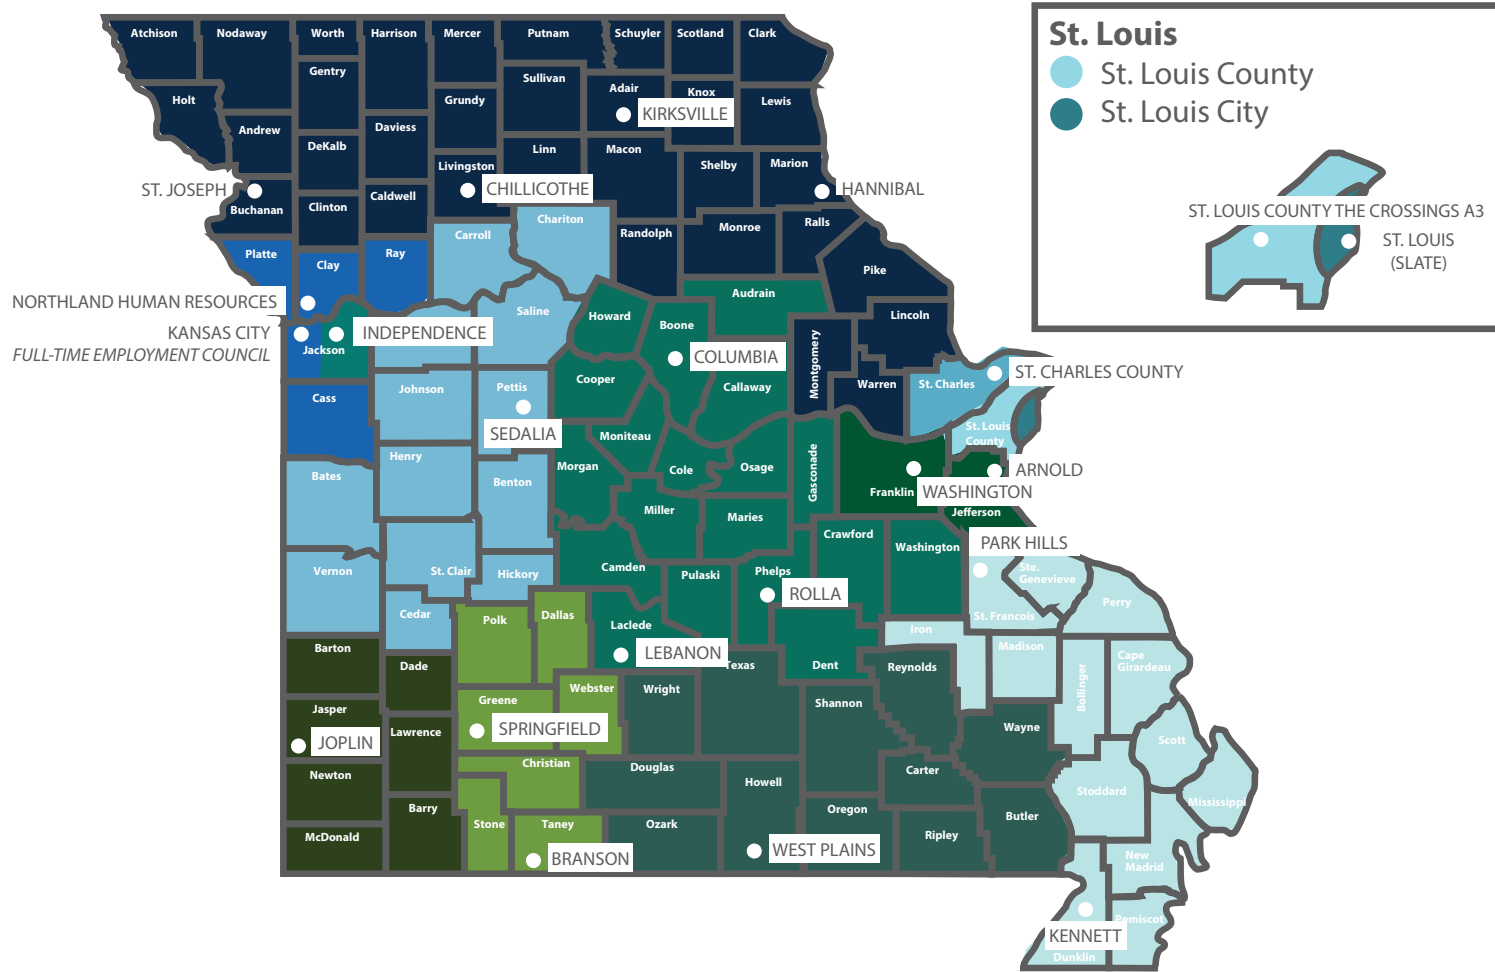 Atchison
Nodaway
Worth
Harrison
Mercer
Putnam
Schuyler
Scotland
Clark
St. Louis
St. Louis County
St. Louis City
Gentry
Sullivan
Adair
Knox
Lewis
Holt
Grundy
KIRKSVILLE
Andrew
Daviess
DeKalb
Linn
Macon
Shelby
Marion
Livingston
ST. JOSEPH
CHILLICOTHE
HANNIBAL
Buchanan
Clinton
Caldwell
Chariton
Randolph
Monroe
Ralls
ST. LOUIS COUNTY THE CROSSINGS A3
ST. LOUIS
(SLATE)
Carroll
Platte
Clay
Ray
Pike
NORTHLAND HUMAN RESOURCES
Saline
Howard
Audrain
Boone
Lincoln
KANSAS CITY
FULL-TIME EMPLOYMENT COUNCIL
INDEPENDENCE
Jackson
COLUMBIA
Montgomery
Warren
St. Charles
ST. CHARLES COUNTY
Cass
Johnson
Pettis
Cooper
Callaway
SEDALIA
Moniteau
St. Louis
County
Henry
Bates
Benton
Morgan
Cole
Osage
Gasconade
Franklin
WASHINGTON
ARNOLD
Jefferson
Miller
Maries
Crawford
Washington
PARK HILLS
Vernon
St. Clair
Hickory
Camden
Pulaski
Phelps
ROLLA
Ste.
Genevieve
Perry
St. Francois
Cedar
Polk
Dallas
Laclede
LEBANON
Iron
Madison
Barton
Dade
Texas
Dent
Reynolds
Bollinger
Cape
Girardeau
Jasper
Greene
Webster
Wright
Shannon
JOPLIN
Lawrence
SPRINGFIELD
Wayne
Scott
Newton
Christian
Douglas
Howell
Carter
Stoddard
Mississippi
Barry
Stone
Taney
Ozark
Oregon
Ripley
Butler
McDonald
BRANSON
WEST PLAINS
New
Madrid
Pemiscot
KENNETT
Dunklin